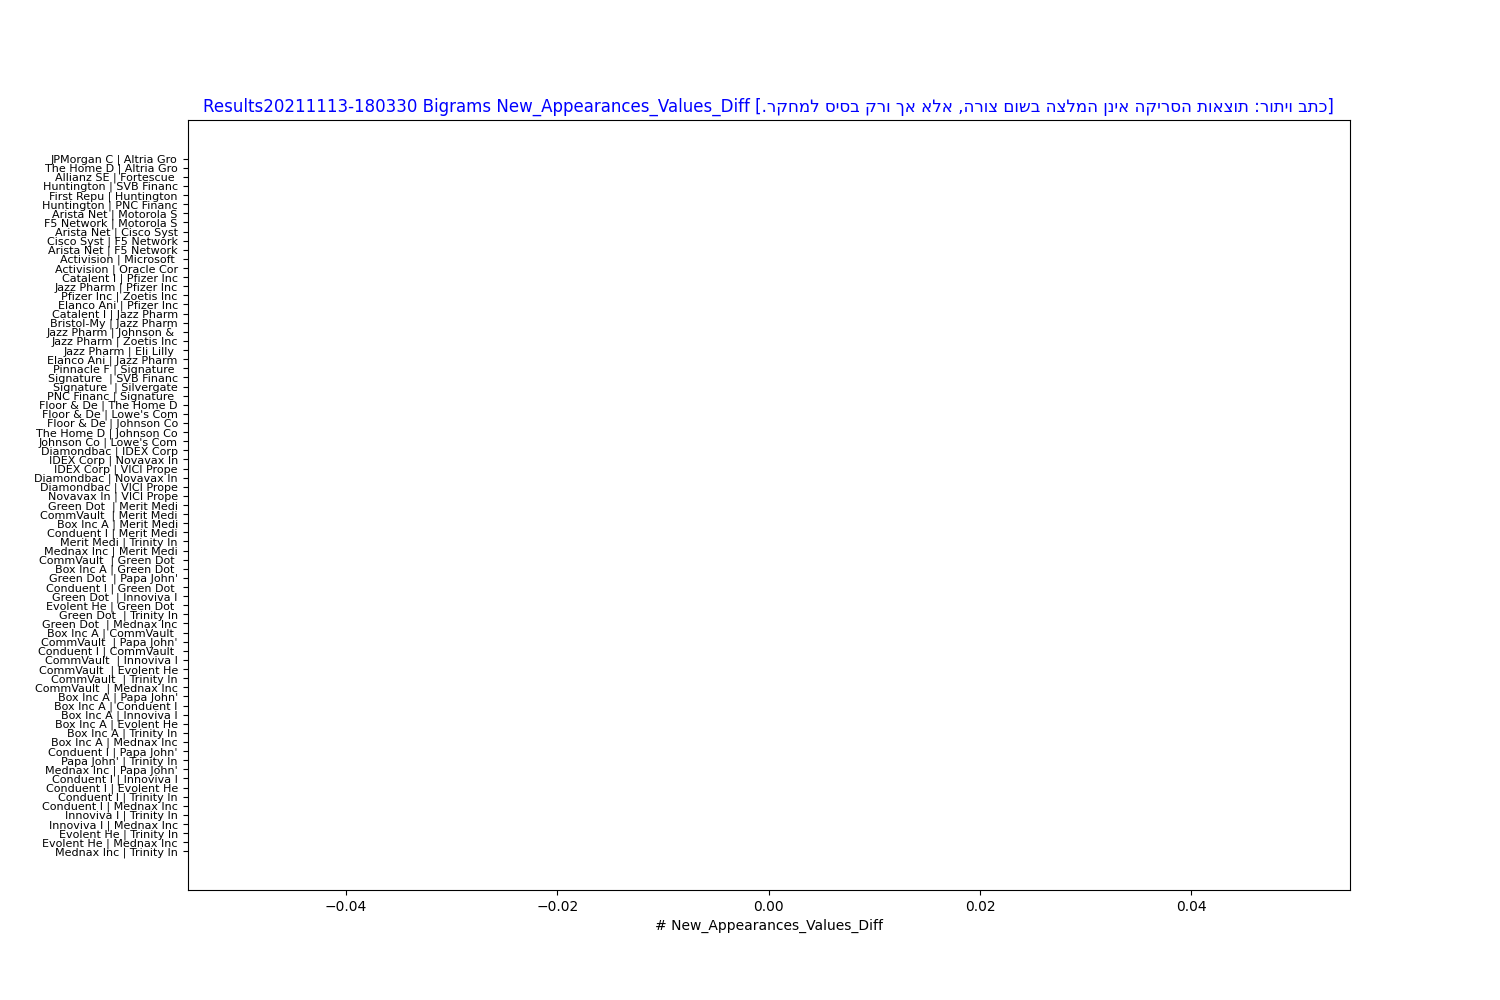 Results20211113-180330 Bigrams New_Appearances_Values_Diff [כתב ויתור: תוצאות הסריקה אינן המלצה בשום צורה, אלא אך ורק בסיס למחקר.]
JPMorgan C | Altria Gro
The Home D | Altria Gro
Allianz SE | Fortescue
Huntington | SVB Financ
First Repu | Huntington
Huntington | PNC Financ
Arista Net | Motorola S
F5 Network | Motorola S
Arista Net | Cisco Syst
Cisco Syst | F5 Network
Arista Net | F5 Network
Activision | Microsoft
Activision | Oracle Cor
Catalent I | Pfizer Inc
Jazz Pharm | Pfizer Inc
Pfizer Inc | Zoetis Inc
Elanco Ani | Pfizer Inc
Catalent I | Jazz Pharm
Bristol-My | Jazz Pharm
Jazz Pharm | Johnson &
Jazz Pharm | Zoetis Inc
Jazz Pharm | Eli Lilly
Elanco Ani | Jazz Pharm
Pinnacle F | Signature
Signature | SVB Financ
Signature | Silvergate
PNC Financ | Signature
Floor & De | The Home D
Floor & De | Lowe's Com
Floor & De | Johnson Co
The Home D | Johnson Co
Johnson Co | Lowe's Com
Diamondbac | IDEX Corp
IDEX Corp | Novavax In
IDEX Corp | VICI Prope
Diamondbac | Novavax In
Diamondbac | VICI Prope
Novavax In | VICI Prope
Green Dot | Merit Medi
CommVault | Merit Medi
Box Inc A | Merit Medi
Conduent I | Merit Medi
Merit Medi | Trinity In
Mednax Inc | Merit Medi
CommVault | Green Dot
Box Inc A | Green Dot
Green Dot | Papa John'
Conduent I | Green Dot
Green Dot | Innoviva I
Evolent He | Green Dot
Green Dot | Trinity In
Green Dot | Mednax Inc
Box Inc A | CommVault
CommVault | Papa John'
Conduent I | CommVault
CommVault | Innoviva I
CommVault | Evolent He
CommVault | Trinity In
CommVault | Mednax Inc
Box Inc A | Papa John'
Box Inc A | Conduent I
Box Inc A | Innoviva I
Box Inc A | Evolent He
Box Inc A | Trinity In
Box Inc A | Mednax Inc
Conduent I | Papa John'
Papa John' | Trinity In
Mednax Inc | Papa John'
Conduent I | Innoviva I
Conduent I | Evolent He
Conduent I | Trinity In
Conduent I | Mednax Inc
Innoviva I | Trinity In
Innoviva I | Mednax Inc
Evolent He | Trinity In
Evolent He | Mednax Inc
Mednax Inc | Trinity In
−0.04 −0.02 0.00 0.02 0.04
# New_Appearances_Values_Diff